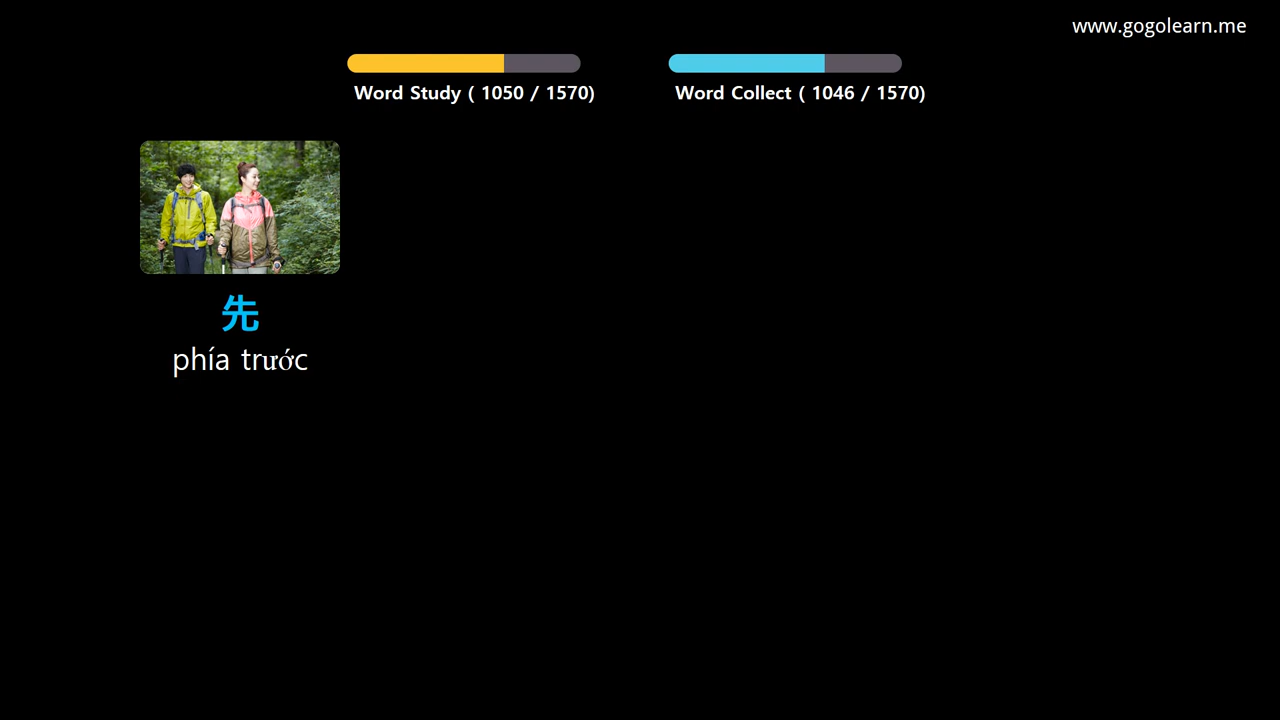 www.gogolearn.me
Word Study ( 1050 / 1570)
Word Collect ( 1046 / 1570)
先
phía trước